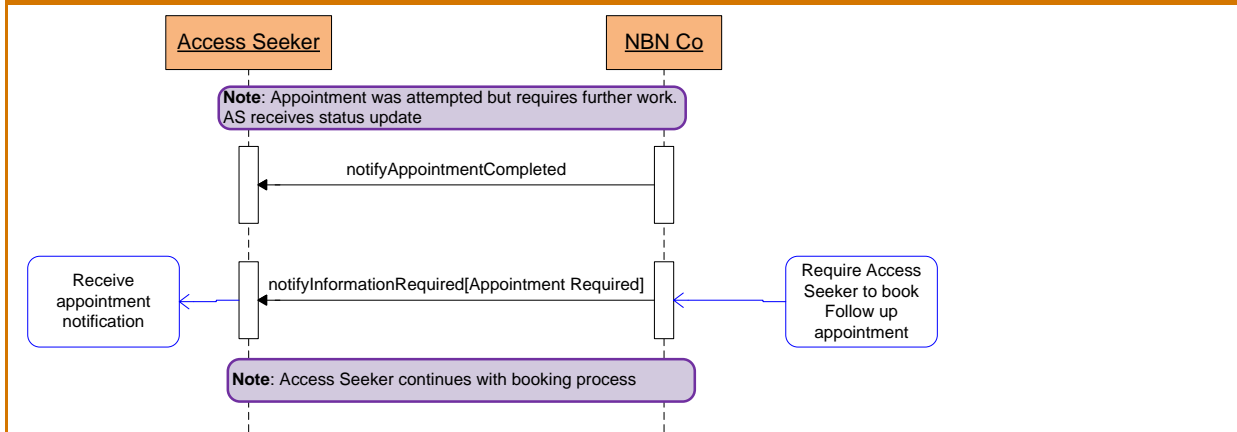 Access Seeker
NBN Co
Note: Appointment was attempted but requires further work.
AS receives status update
notifyAppointmentCompleted
Receive
appointment
notification
notifyInformationRequired[Appointment Required]
Require Access
Seeker to book
Follow up
appointment
Note: Access Seeker continues with booking process